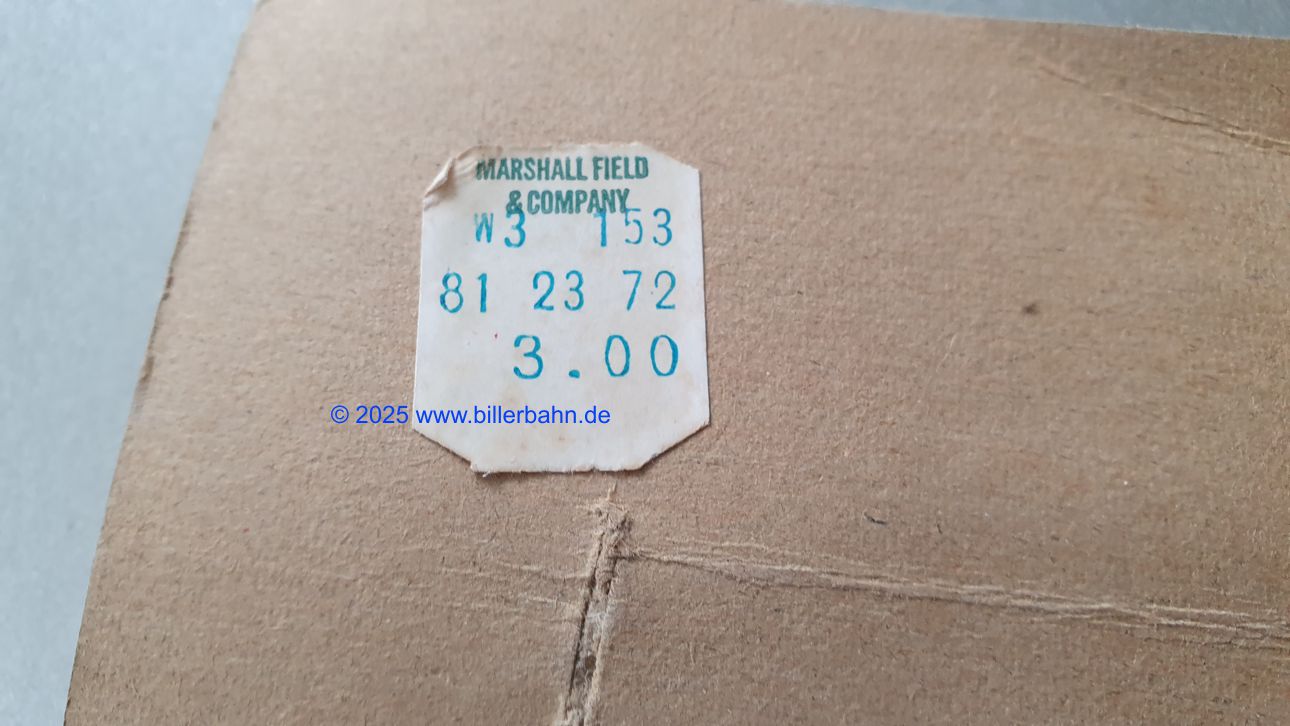 MARSHALL FIELD
& COMPANY
W3 153
81 23 72
3.00
© 2025 www.billerbahn.de